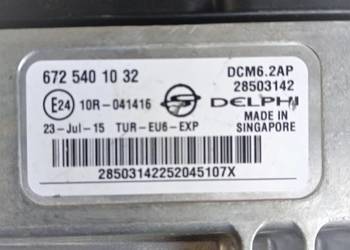 672 540 10 32
DCM6.2AP
28503142
E24 10R-041416
DELPHI
MADE IN
SINGAPORE
23-Jul-15 TUR-EU6-EXP
28503142252045107X